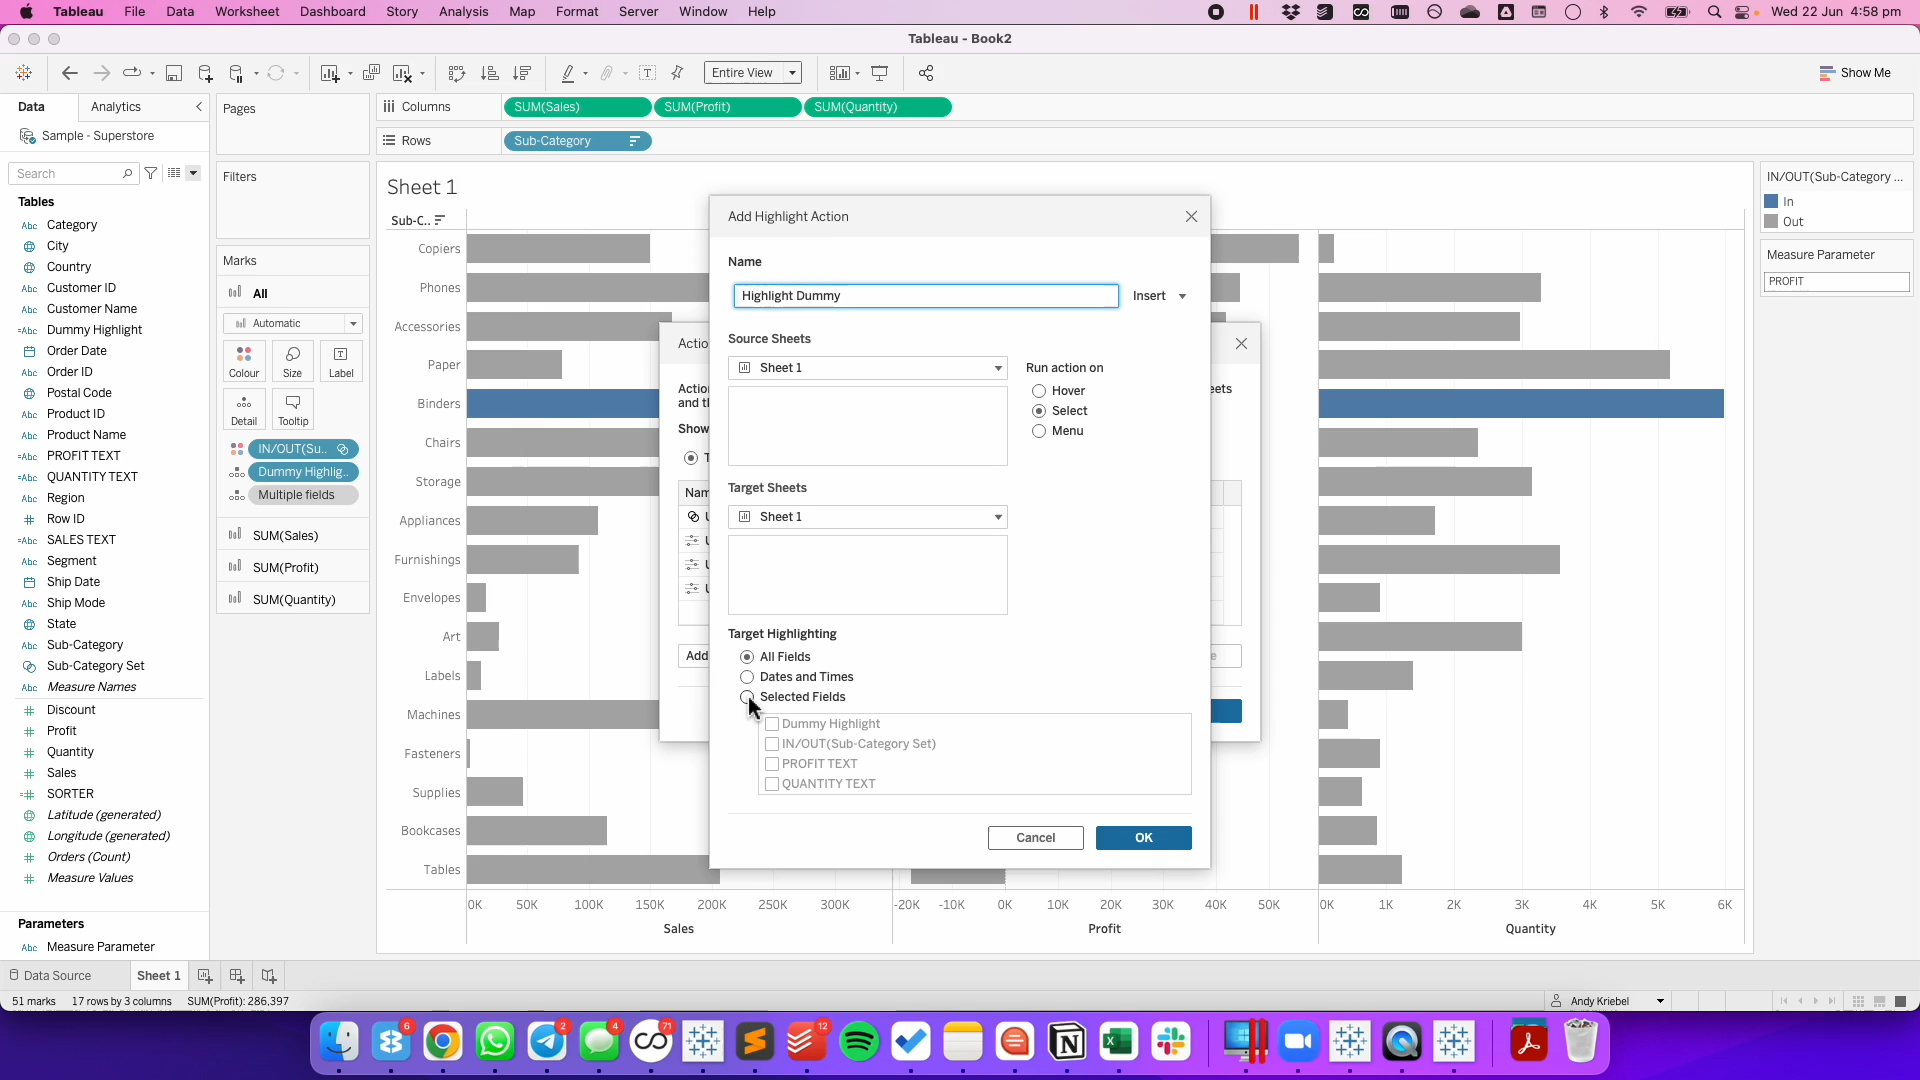 Tableau File Data Worksheet Dashboard Story Analysis Map Format Server Window Help Wed 22 Jun 4:58 pm
Tableau - Book2
Entire View
Show Me
Data Analytics
Pages
Columns SUM(Sales) SUM(Profit) SUM(Quantity)
Sample - Superstore
Rows Sub-Category
Search
Filters
Tables
Category
City
Country
Customer ID
Customer Name
Dummy Highlight
Order Date
Order ID
Postal Code
Product ID
Product Name
PROFIT TEXT
QUANTITY TEXT
Region
Row ID
SALES TEXT
Segment
Ship Date
Ship Mode
State
Sub-Category
Sub-Category Set
Measure Names
Discount
Profit
Quantity
Sales
SORTER
Latitude (generated)
Longitude (generated)
Orders (Count)
Measure Values
Parameters
Measure Parameter
Marks
All
Automatic
Colour Size Label
Detail Tooltip
IN/OUT(Su..
Dummy Highlig..
Multiple fields
SUM(Sales)
SUM(Profit)
SUM(Quantity)
Sheet 1
Sub-C..
Copiers
Phones
Accessories
Paper
Binders
Chairs
Storage
Appliances
Furnishings
Envelopes
Art
Labels
Machines
Fasteners
Supplies
Bookcases
Tables
0K 50K 100K 150K 200K 250K 300K
Sales
-20K -10K 0K 10K 20K 30K 40K 50K
Profit
0K 1K 2K 3K 4K 5K 6K
Quantity
Add Highlight Action
Name
Highlight Dummy Insert
Source Sheets
Sheet 1
Run action on
Hover
Select
Menu
Target Sheets
Sheet 1
Target Highlighting
All Fields
Dates and Times
Selected Fields
Dummy Highlight
IN/OUT(Sub-Category Set)
PROFIT TEXT
QUANTITY TEXT
Cancel OK
Add
IN/OUT(Sub-Category ...
In
Out
Measure Parameter
PROFIT
Data Source Sheet 1
51 marks 17 rows by 3 columns SUM(Profit): 286,397
Andy Kriebel
6
2
4
71
12